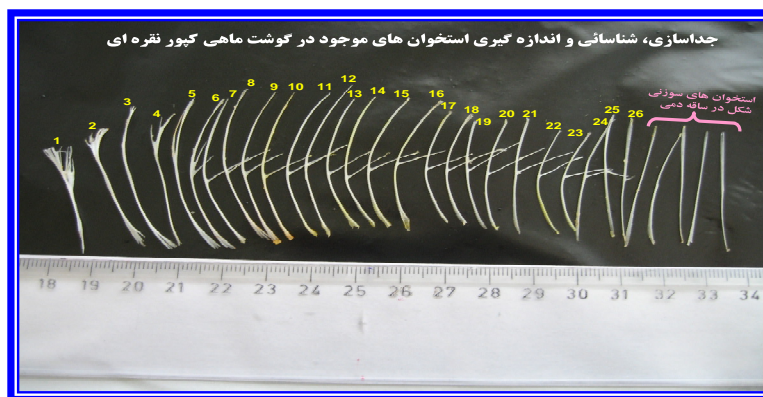 جداسازی، شناسائی و اندازه گیری استخوان های موجود در گوشت ماهی کپور نقره ای
استخوان های سوزنی
شکل در ساقه دمی
1 2 3 4 5 6 7 8 9 10 11 12 13 14 15 16 17 18 19 20 21 22 23 24 25 26
18 19 20 21 22 23 24 25 26 27 28 29 30 31 32 33 34